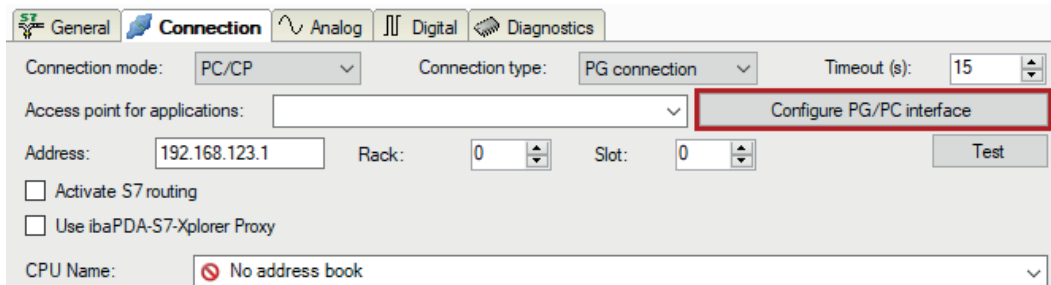 S7 General Connection Analog Digital Diagnostics
Connection mode: PC/CP Connection type: PG connection Timeout (s): 15
Access point for applications: Configure PG/PC interface
Address: 192.168.123.1 Rack: 0 Slot: 0 Test
Activate S7 routing
Use ibaPDA-S7-Xplorer Proxy
CPU Name: No address book